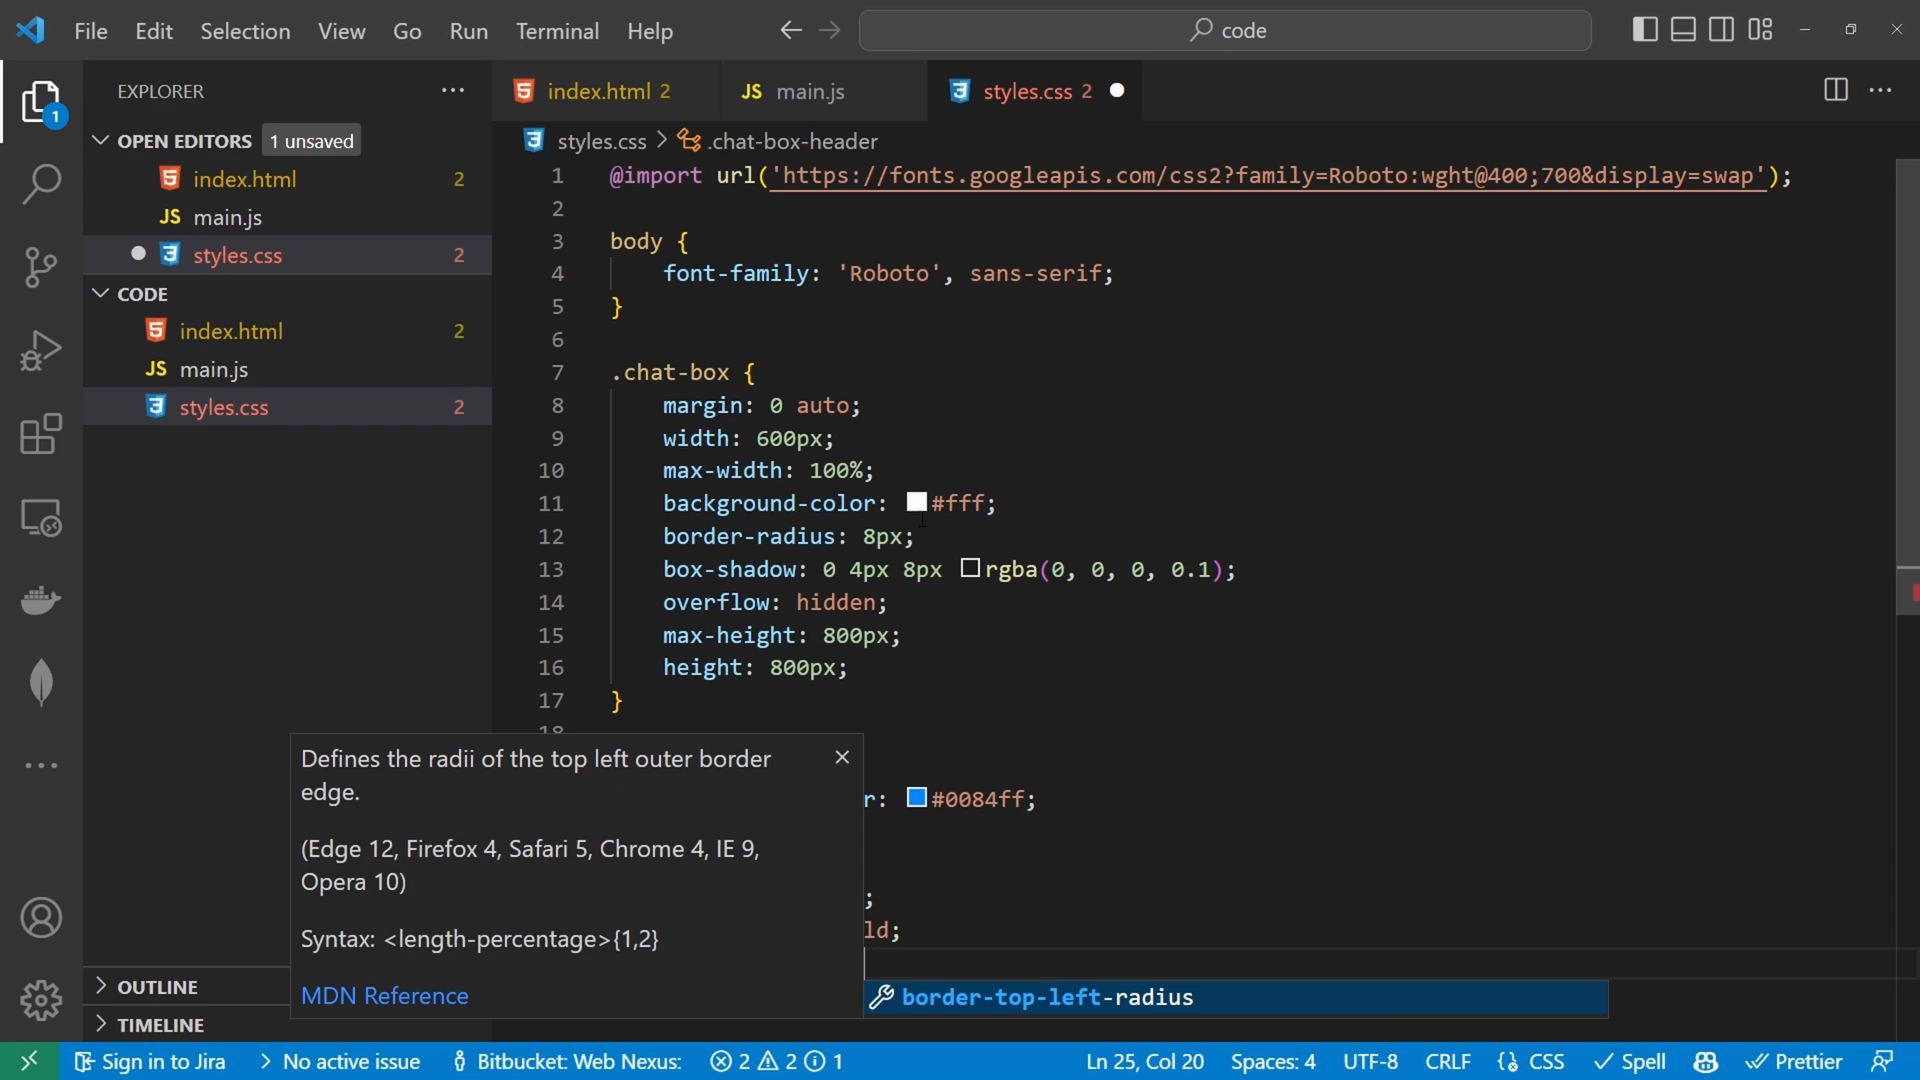 File Edit Selection View Go Run Terminal Help
code
EXPLORER
1
OPEN EDITORS 1 unsaved
index.html 2
JS main.js
styles.css 2
CODE
index.html 2
JS main.js
styles.css 2
OUTLINE
TIMELINE
index.html 2
JS main.js
styles.css 2
styles.css > .chat-box-header
1 @import url('https://fonts.googleapis.com/css2?family=Roboto:wght@400;700&display=swap');
2
3 body {
4 font-family: 'Roboto', sans-serif;
5 }
6
7 .chat-box {
8 margin: 0 auto;
9 width: 600px;
10 max-width: 100%;
11 background-color: #fff;
12 border-radius: 8px;
13 box-shadow: 0 4px 8px rgba(0, 0, 0, 0.1);
14 overflow: hidden;
15 max-height: 800px;
16 height: 800px;
17 }
r: #0084ff;
;
ld;
Defines the radii of the top left outer border
edge.
(Edge 12, Firefox 4, Safari 5, Chrome 4, IE 9,
Opera 10)
Syntax: <length-percentage>{1,2}
MDN Reference
border-top-left-radius
Sign in to Jira > No active issue Bitbucket: Web Nexus: 2 2 1 Ln 25, Col 20 Spaces: 4 UTF-8 CRLF {} CSS Spell Prettier